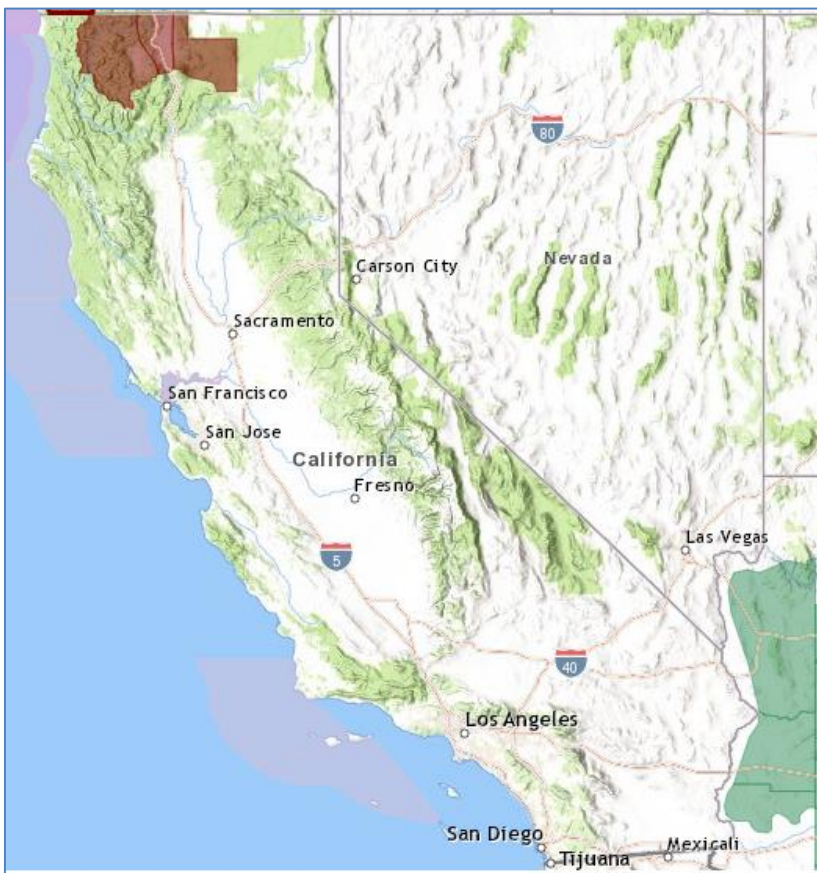 80
Carson City
Nevada
Sacramento
San Francisco
San Jose
California
Fresno
5
Las Vegas
40
Los Angeles
San Diego
Tijuana
Mexicali